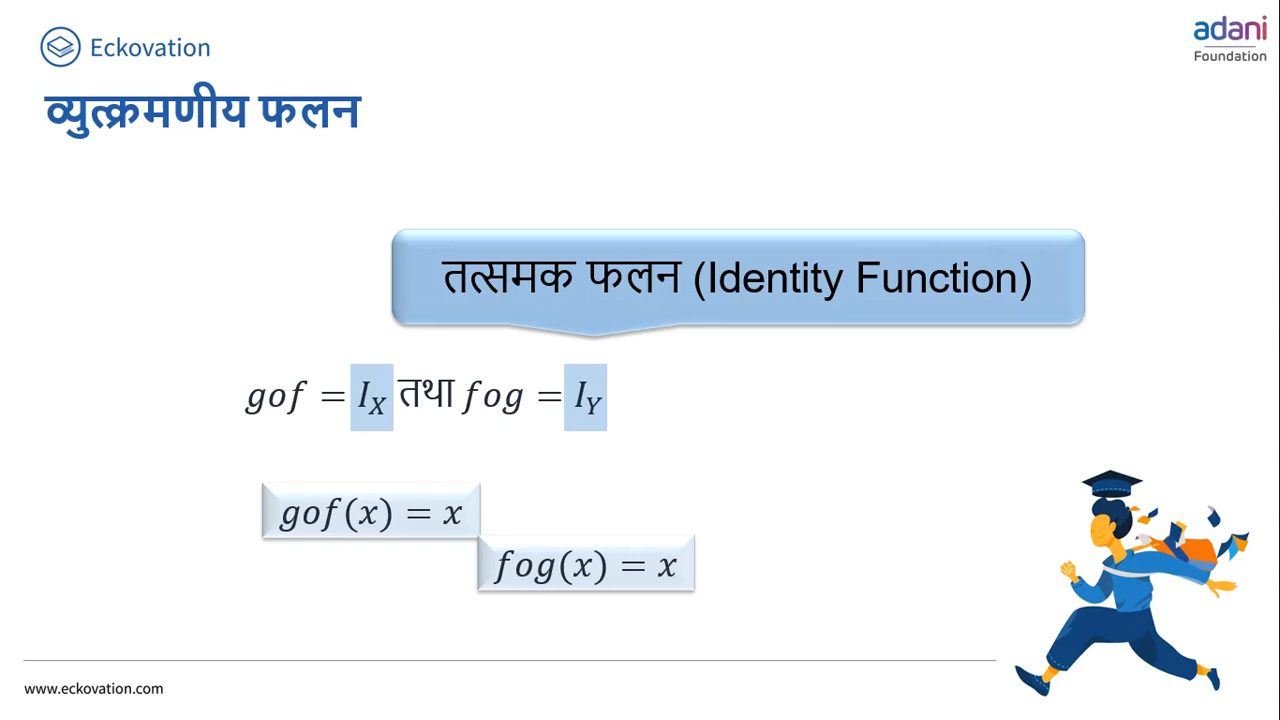 Eckovation
adani
Foundation
व्युत्क्रमणीय फलन
तत्समक फलन (Identity Function)
gof = I_X तथा fog = I_Y
gof(x) = x
fog(x) = x
www.eckovation.com